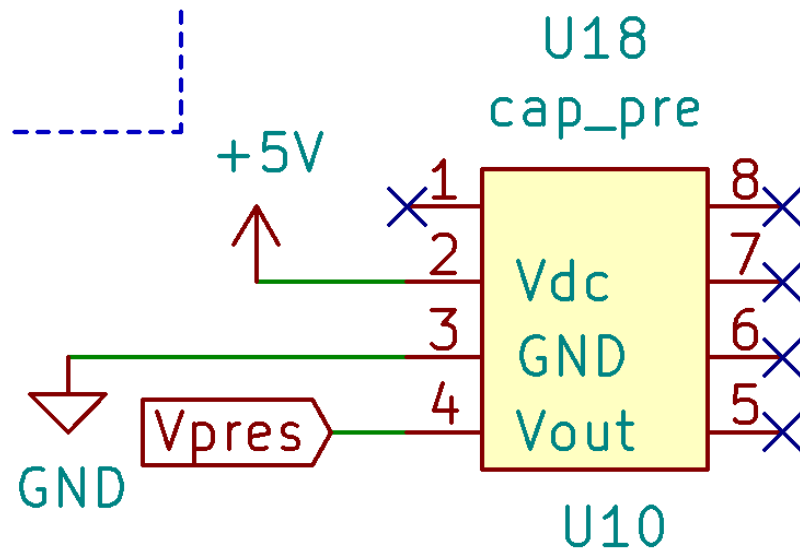 U18
cap_pre
+5V
1 8
2 Vdc 7
3 GND 6
Vpres 4 Vout 5
GND
U10